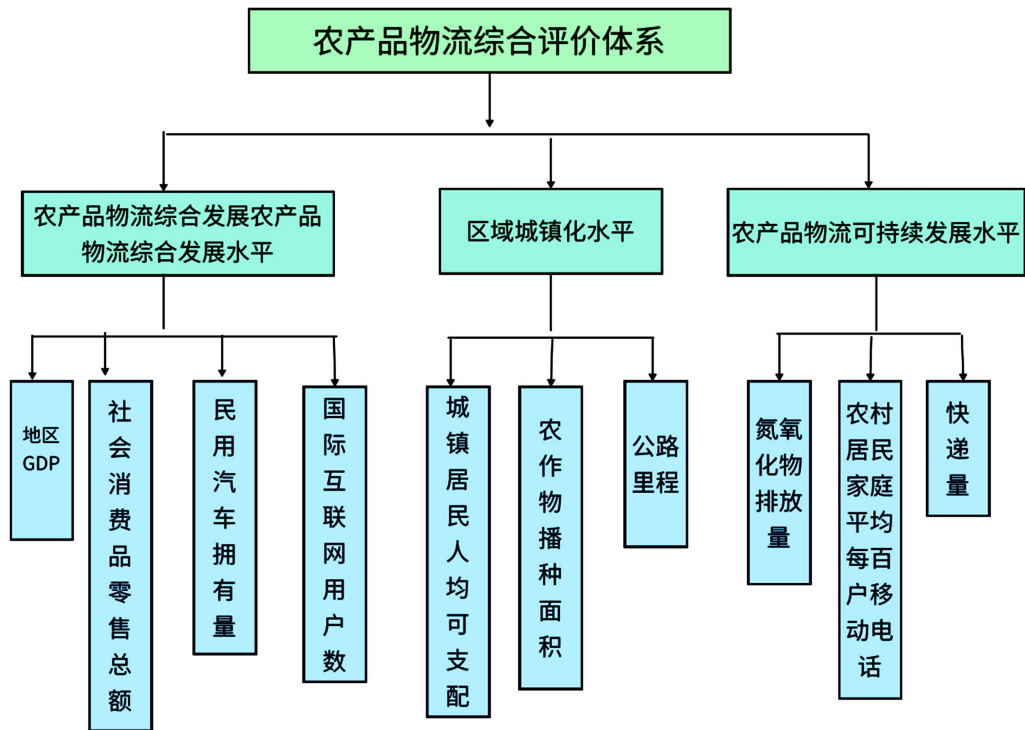 农产品物流综合评价体系
农产品物流综合发展农产品
物流综合发展水平
区域城镇化水平
农产品物流可持续发展水平
地区
GDP
社会消费品零售总额
民用汽车拥有量
国际互联网用户数
城镇居民人均可支配
农作物播种面积
公路
里程
氮氧
化物
排放
量
农村
居民
家庭
平均
每百
户移
动电
话
快递量